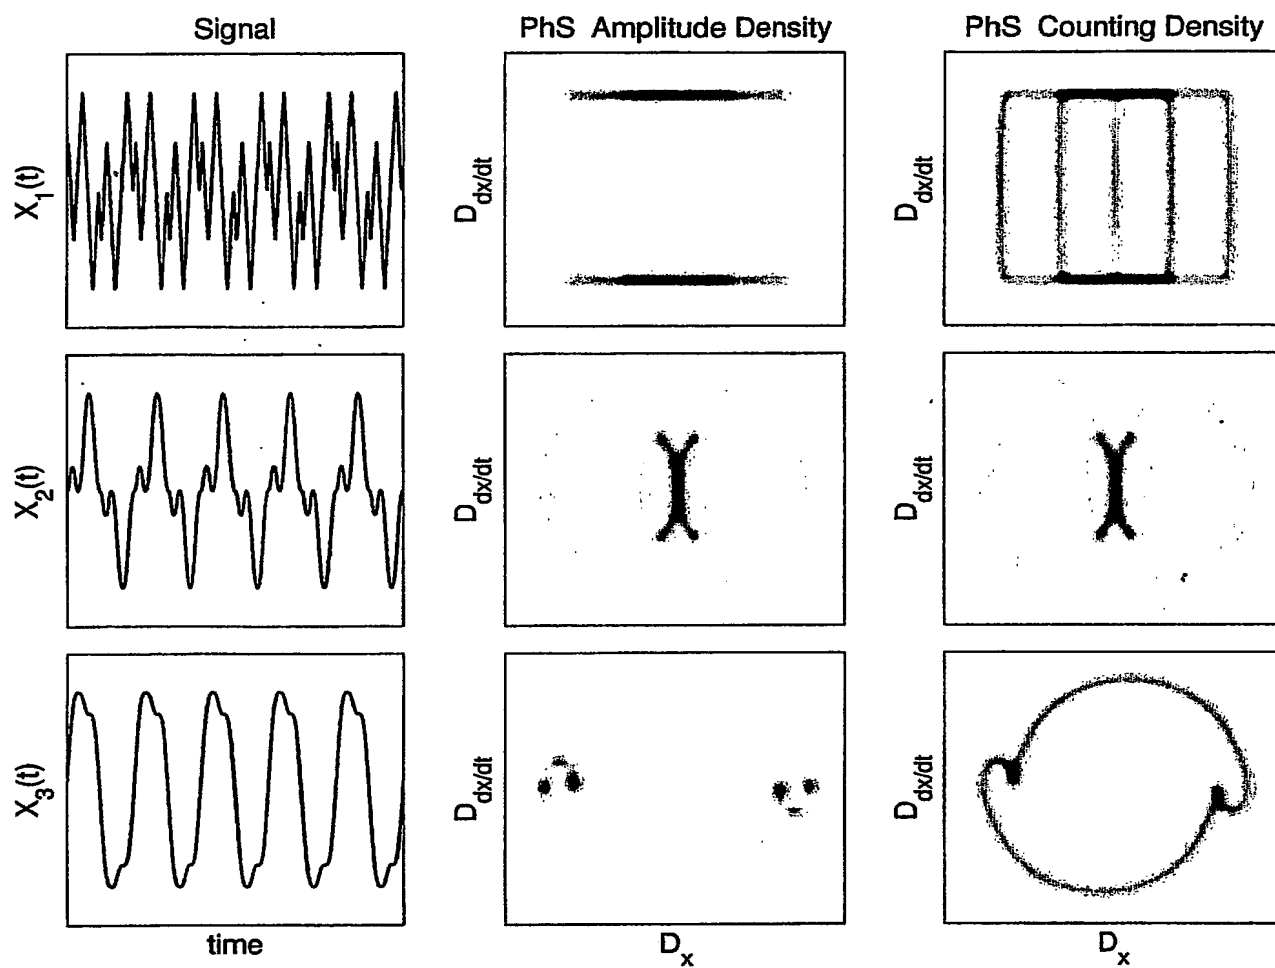 Signal
PhS Amplitude Density
PhS Counting Density
X1(t)
Ddx/dt
Ddx/dt
X2(t)
Ddx/dt
Ddx/dt
X3(t)
Ddx/dt
Ddx/dt
time
Dx
Dx